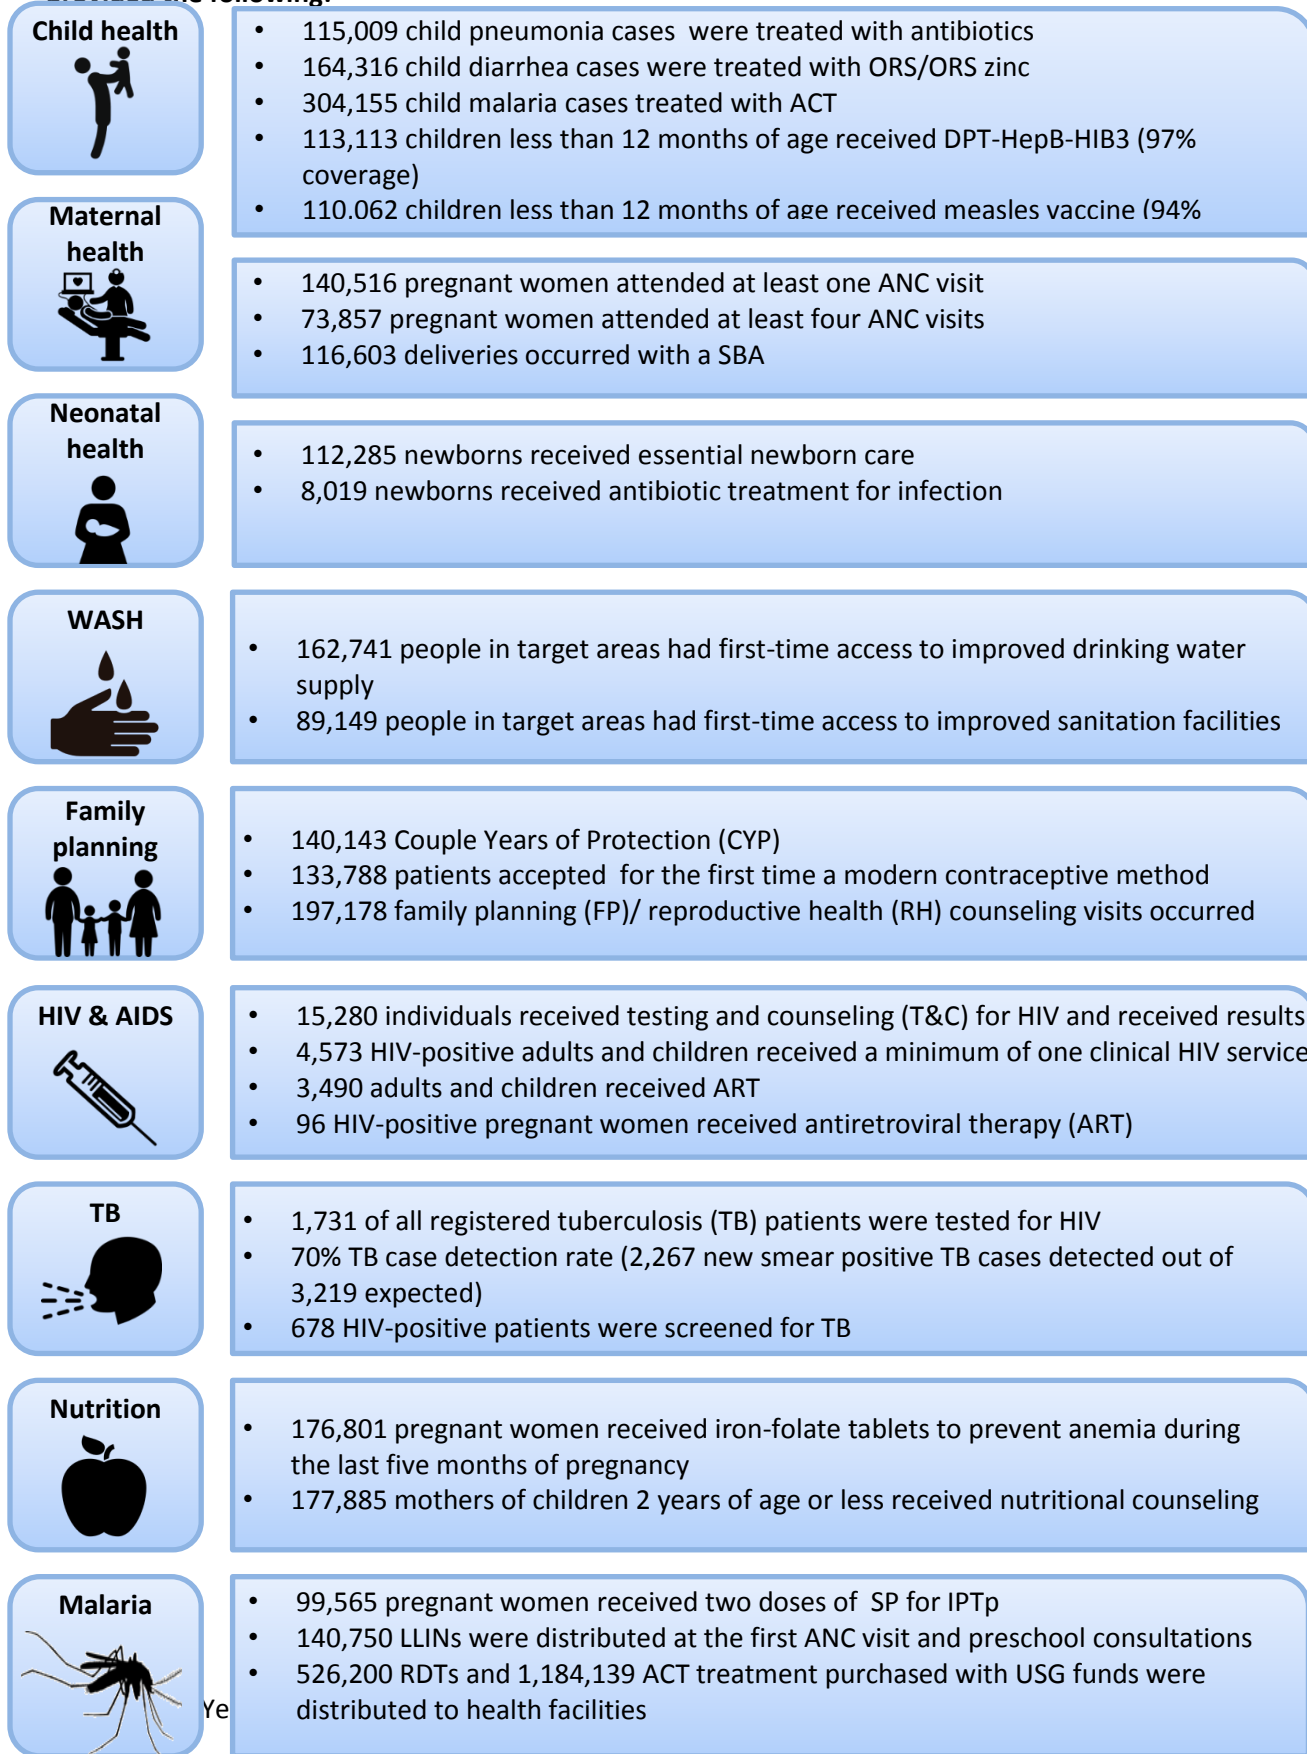 the following:
Child health
• 115,009 child pneumonia cases were treated with antibiotics
• 164,316 child diarrhea cases were treated with ORS/ORS zinc
• 304,155 child malaria cases treated with ACT
• 113,113 children less than 12 months of age received DPT-HepB-HIB3 (97%
coverage)
• 110,062 children less than 12 months of age received measles vaccine (94%
Maternal
health
• 140,516 pregnant women attended at least one ANC visit
• 73,857 pregnant women attended at least four ANC visits
• 116,603 deliveries occurred with a SBA
Neonatal
health
• 112,285 newborns received essential newborn care
• 8,019 newborns received antibiotic treatment for infection
WASH
• 162,741 people in target areas had first-time access to improved drinking water
supply
• 89,149 people in target areas had first-time access to improved sanitation facilities
Family
planning
• 140,143 Couple Years of Protection (CYP)
• 133,788 patients accepted for the first time a modern contraceptive method
• 197,178 family planning (FP)/ reproductive health (RH) counseling visits occurred
HIV & AIDS
• 15,280 individuals received testing and counseling (T&C) for HIV and received results
• 4,573 HIV-positive adults and children received a minimum of one clinical HIV service
• 3,490 adults and children received ART
• 96 HIV-positive pregnant women received antiretroviral therapy (ART)
TB
• 1,731 of all registered tuberculosis (TB) patients were tested for HIV
• 70% TB case detection rate (2,267 new smear positive TB cases detected out of
3,219 expected)
• 678 HIV-positive patients were screened for TB
Nutrition
• 176,801 pregnant women received iron-folate tablets to prevent anemia during
the last five months of pregnancy
• 177,885 mothers of children 2 years of age or less received nutritional counseling
Malaria
• 99,565 pregnant women received two doses of SP for IPTp
• 140,750 LLINs were distributed at the first ANC visit and preschool consultations
• 526,200 RDTs and 1,184,139 ACT treatment purchased with USG funds were
distributed to health facilities
Ye